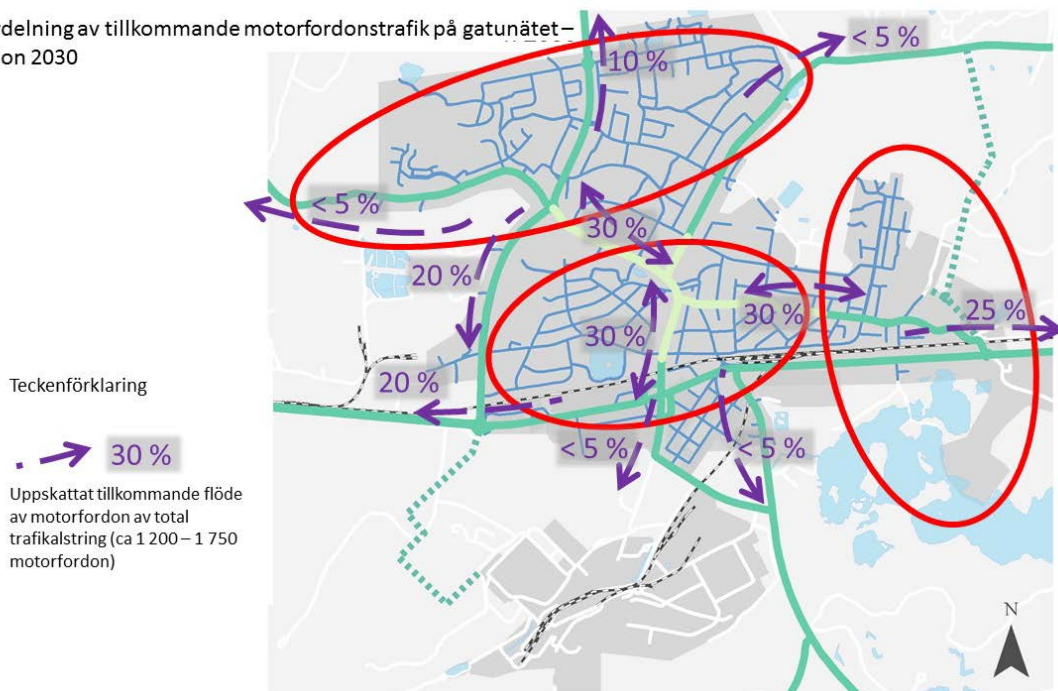 rdelning av tillkommande motorfordonstrafik på gatunätet –
on 2030
10 %
< 5 %
< 5 %
30 %
20 %
25 %
30 %
30 %
20 %
< 5 %
< 5 %
Teckenförklaring
30 %
Uppskattat tillkommande flöde
av motorfordon av total
trafikalstring (ca 1 200 – 1 750
motorfordon)
N